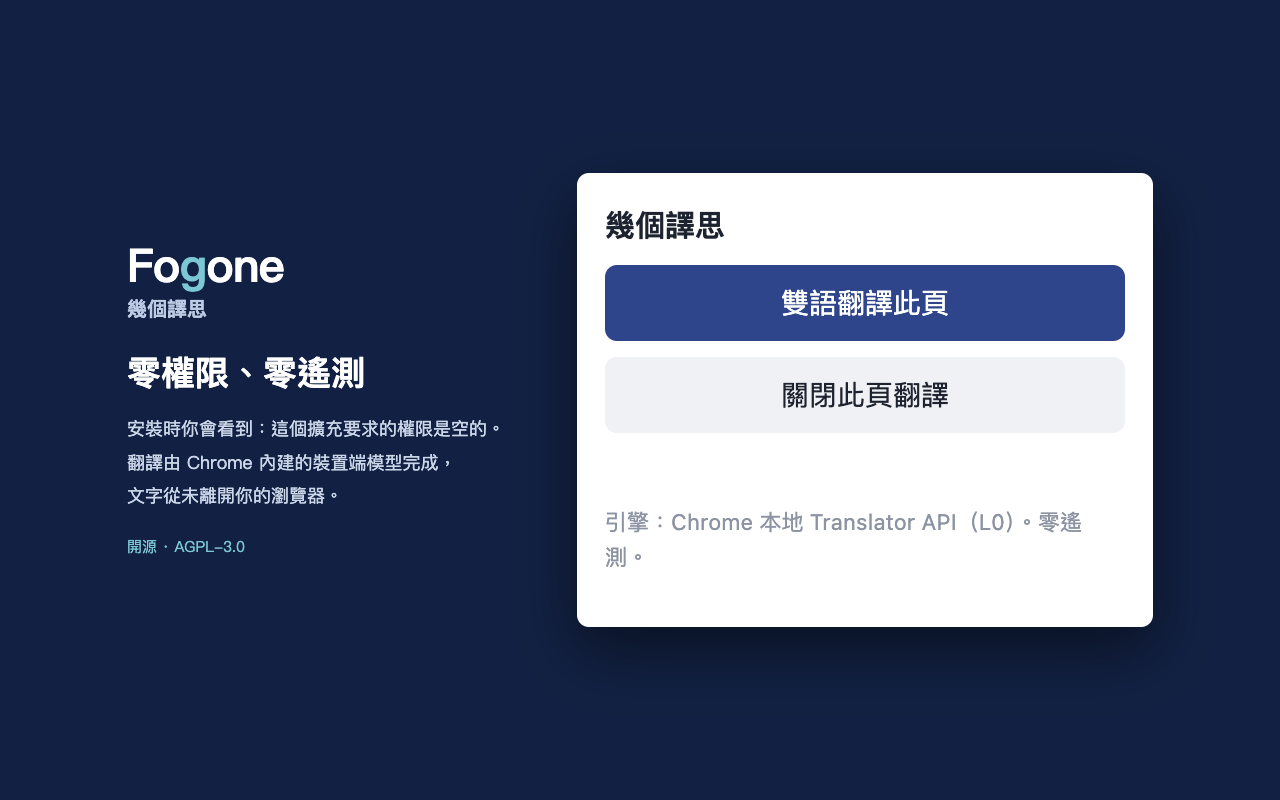 Fogone
幾個譯思
零權限、零遙測
安裝時你會看到：這個擴充要求的權限是空的。
翻譯由 Chrome 內建的裝置端模型完成，
文字從未離開你的瀏覽器。
開源 · AGPL-3.0
幾個譯思
雙語翻譯此頁
關閉此頁翻譯
引擎：Chrome 本地 Translator API（L0）。零遙
測。